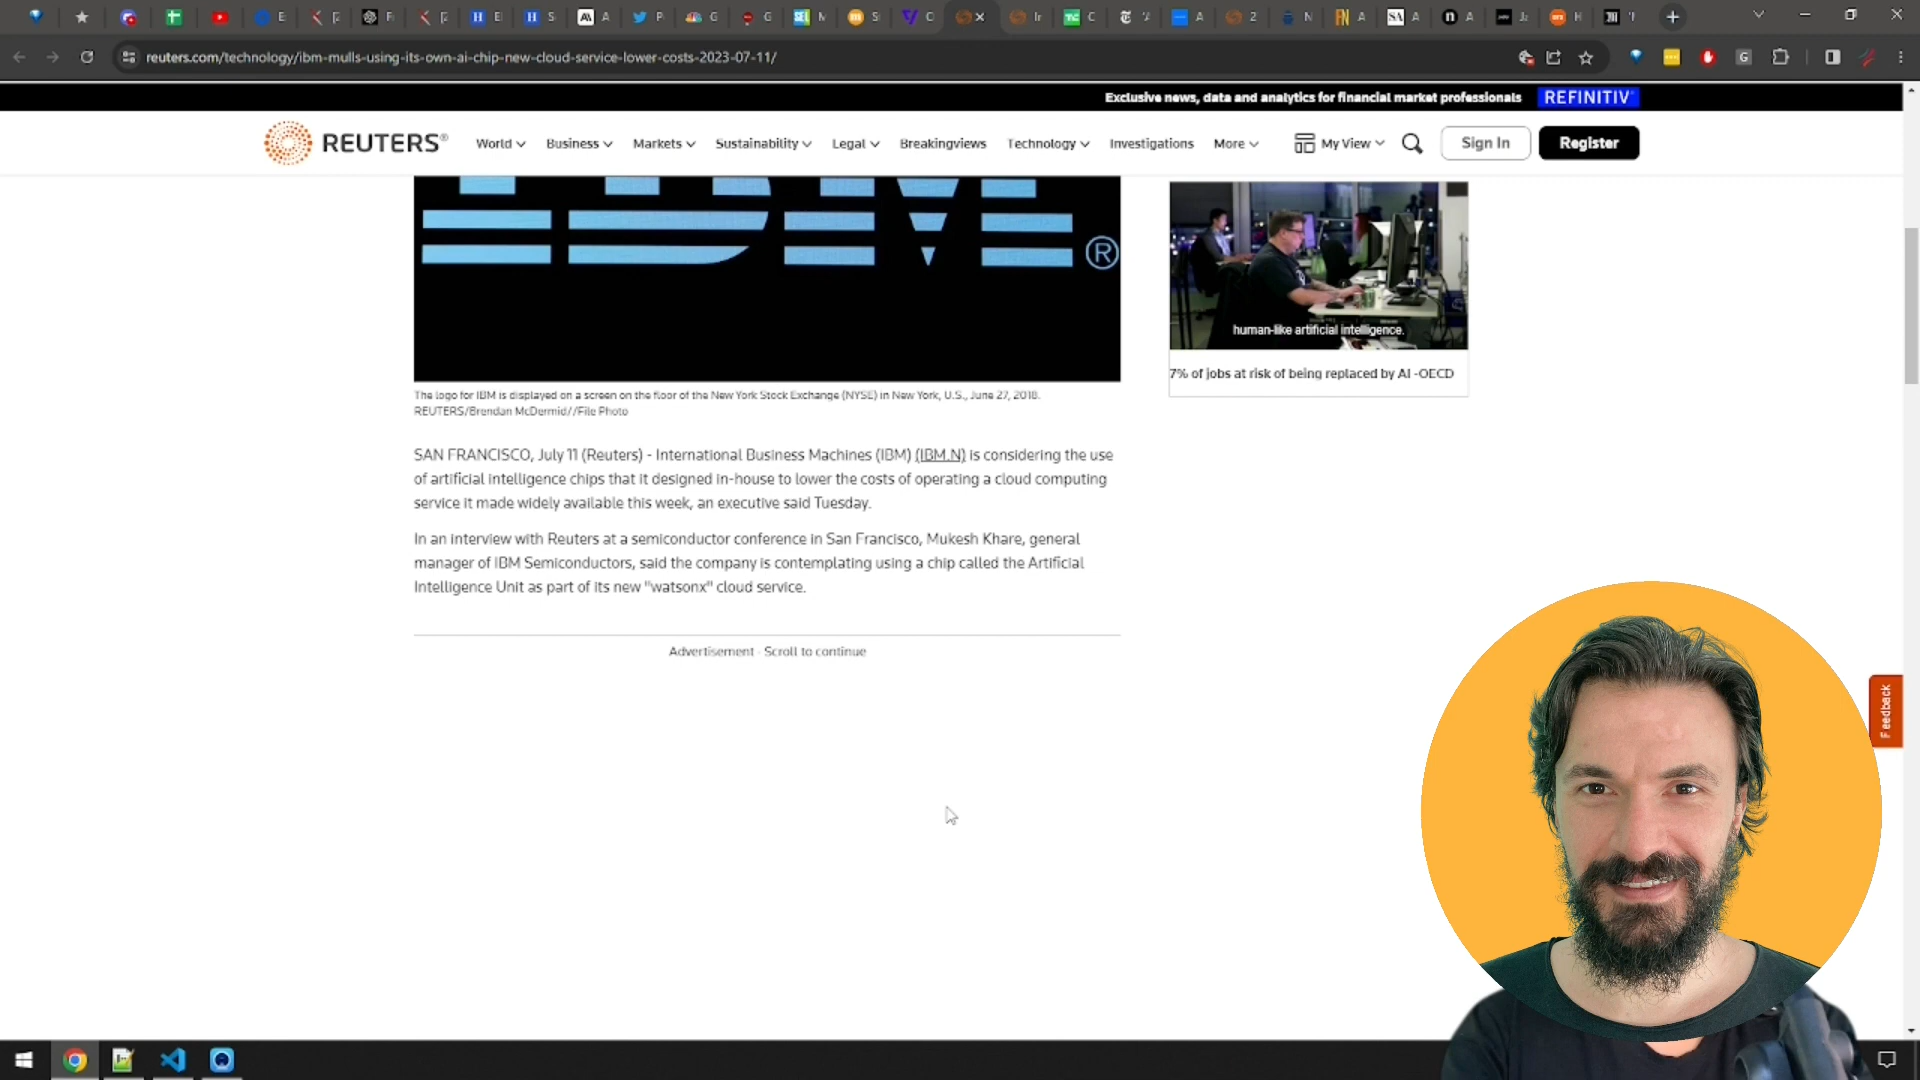 reuters.com/technology/ibm-mulls-using-its-own-ai-chip-new-cloud-service-lower-costs-2023-07-11/
Exclusive news, data and analytics for financial market professionals REFINITIV
REUTERS® World Business Markets Sustainability Legal Breakingviews Technology Investigations More My View Sign In Register
IBM®
human-like artificial intelligence.
7% of jobs at risk of being replaced by AI -OECD
The logo for IBM is displayed on a screen on the floor of the New York Stock Exchange (NYSE) in New York, U.S., June 27, 2018.
REUTERS/Brendan McDermid//File Photo
SAN FRANCISCO, July 11 (Reuters) - International Business Machines (IBM) (IBM.N) is considering the use
of artificial intelligence chips that it designed in-house to lower the costs of operating a cloud computing
service it made widely available this week, an executive said Tuesday.
In an interview with Reuters at a semiconductor conference in San Francisco, Mukesh Khare, general
manager of IBM Semiconductors, said the company is contemplating using a chip called the Artificial
Intelligence Unit as part of its new "watsonx" cloud service.
Advertisement · Scroll to continue
Feedback